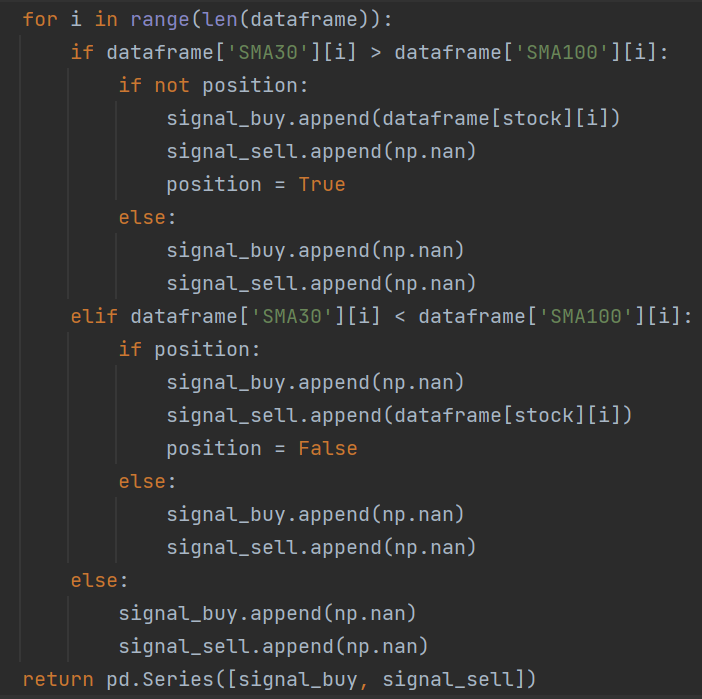 for i in range(len(dataframe)):
    if dataframe['SMA30'][i] > dataframe['SMA100'][i]:
        if not position:
            signal_buy.append(dataframe[stock][i])
            signal_sell.append(np.nan)
            position = True
        else:
            signal_buy.append(np.nan)
            signal_sell.append(np.nan)
    elif dataframe['SMA30'][i] < dataframe['SMA100'][i]:
        if position:
            signal_buy.append(np.nan)
            signal_sell.append(dataframe[stock][i])
            position = False
        else:
            signal_buy.append(np.nan)
            signal_sell.append(np.nan)
    else:
        signal_buy.append(np.nan)
        signal_sell.append(np.nan)
return pd.Series([signal_buy, signal_sell])